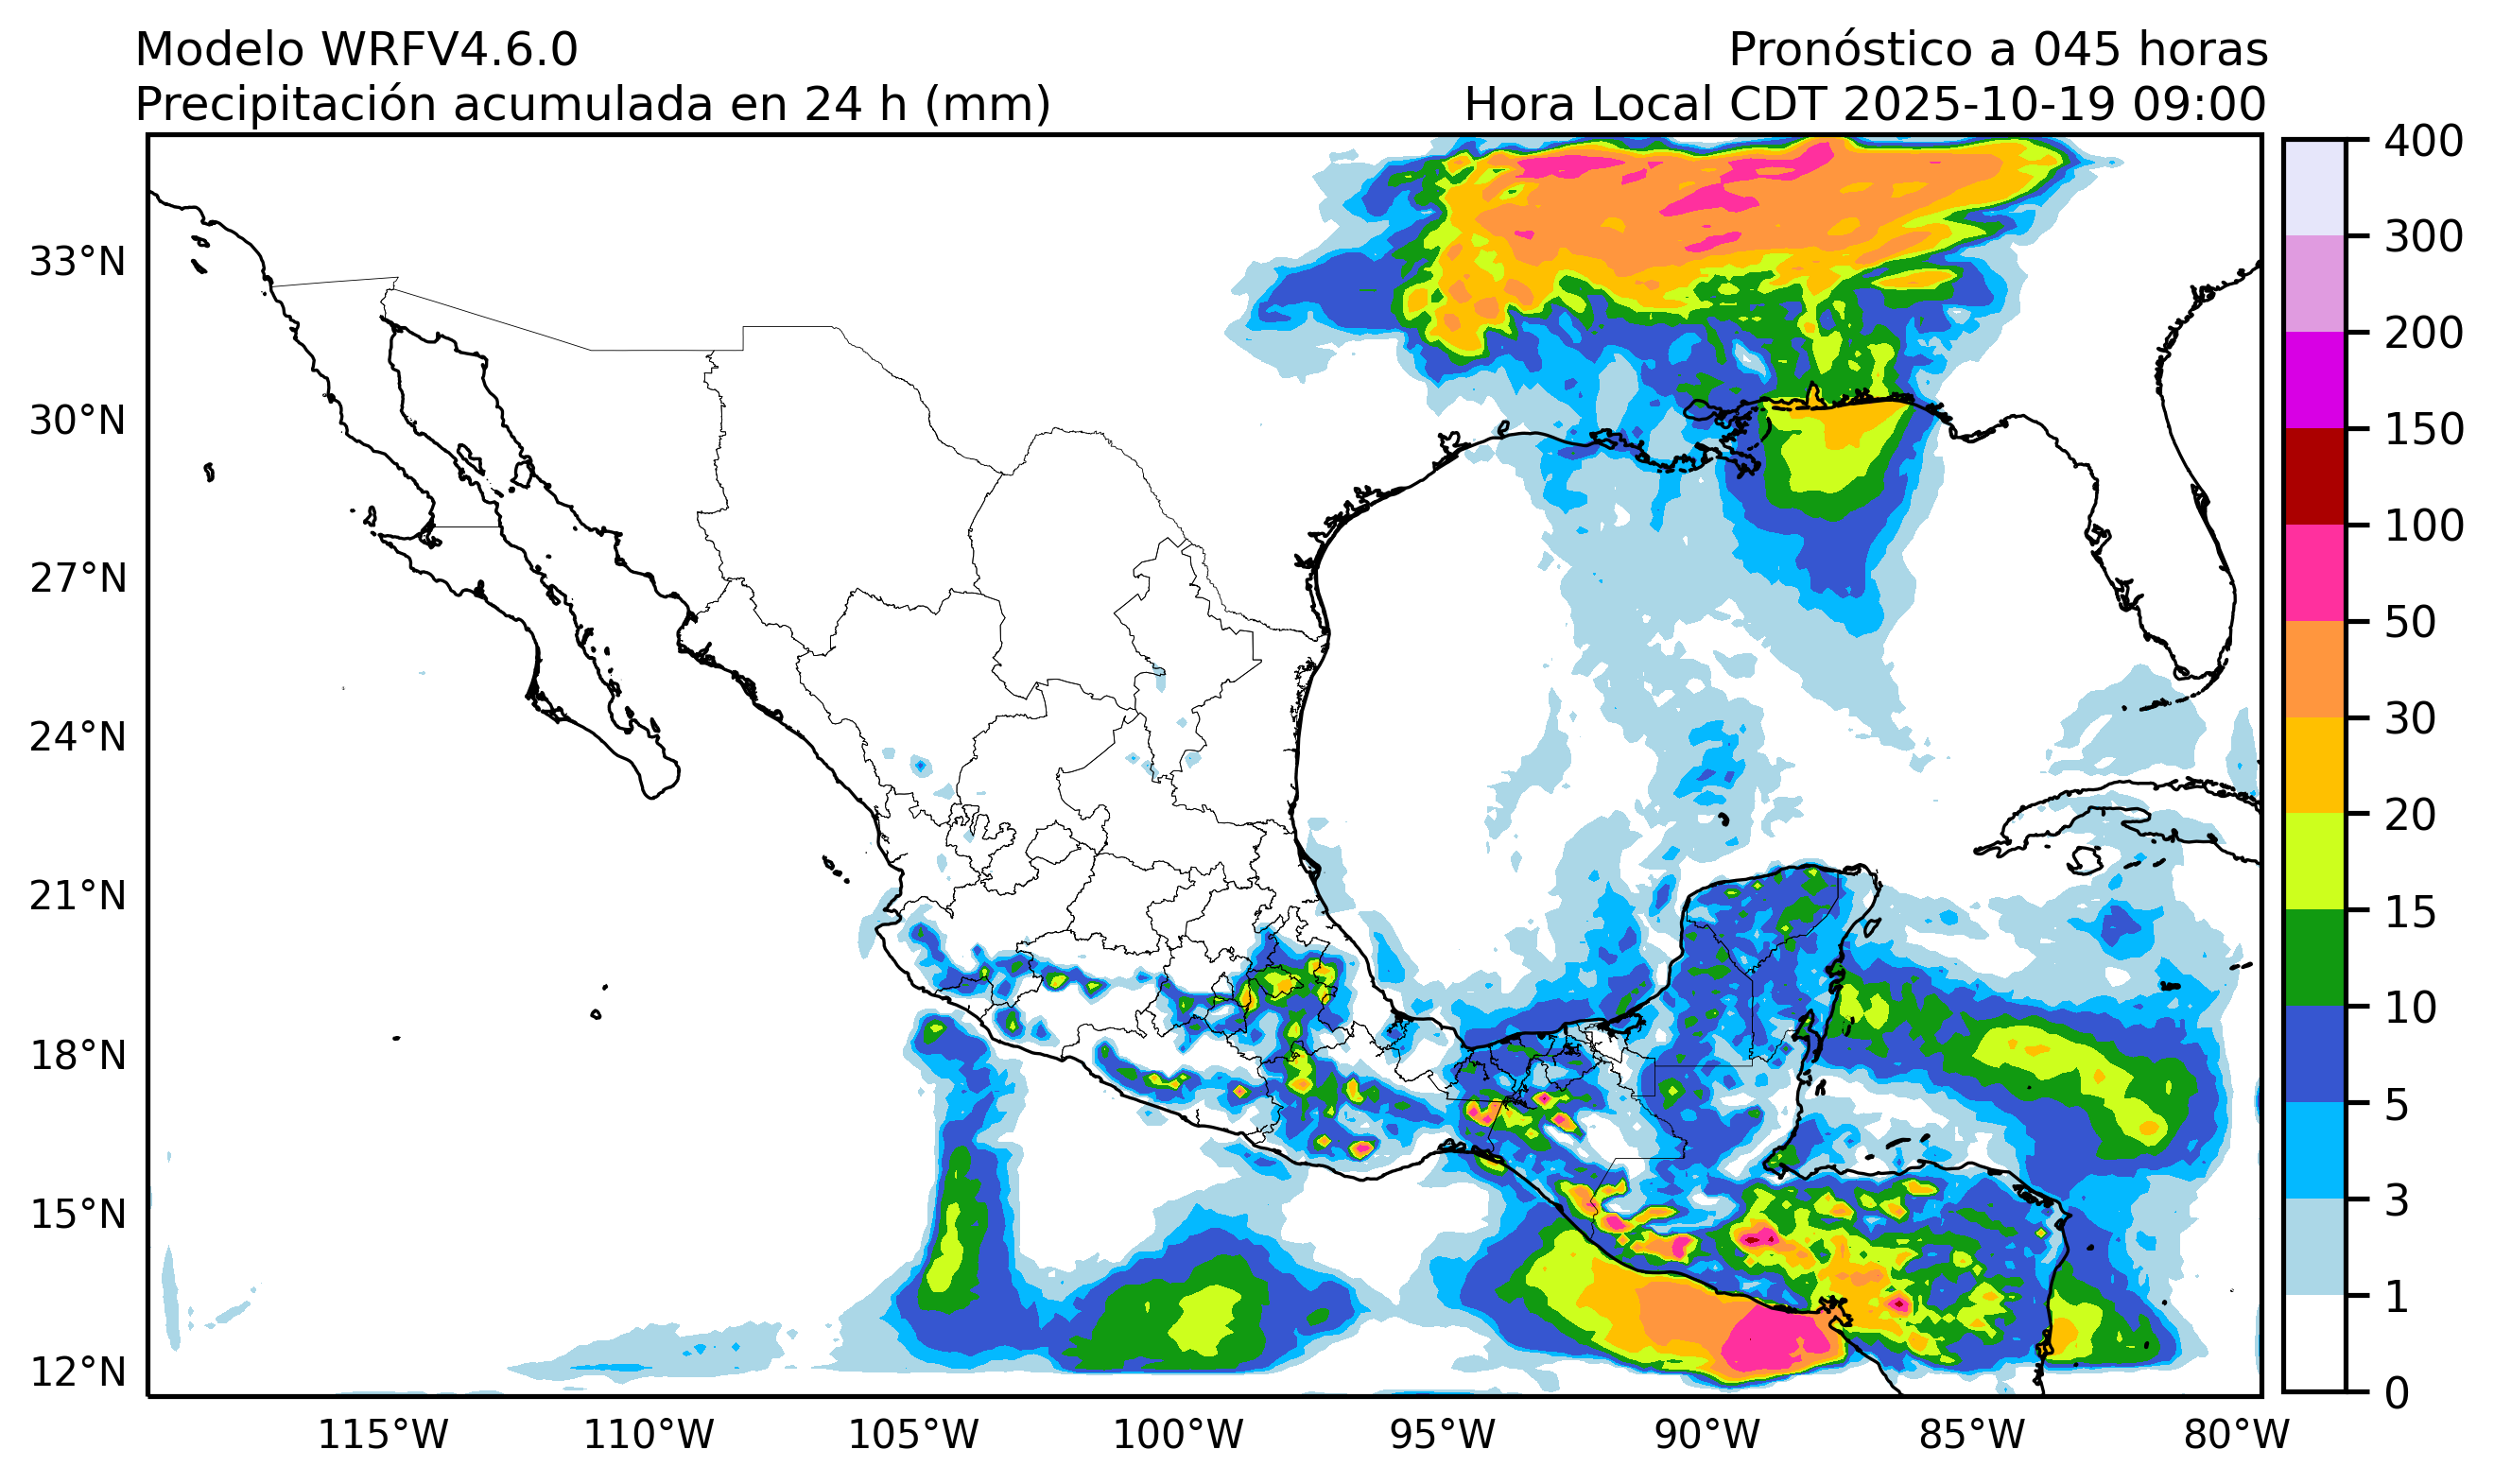 Modelo WRFV4.6.0
Pronóstico a 045 horas
Precipitación acumulada en 24 h (mm)
Hora Local CDT 2025-10-19 09:00
33°N
30°N
27°N
24°N
21°N
18°N
15°N
12°N
115°W
110°W
105°W
100°W
95°W
90°W
85°W
80°W
400
300
200
150
100
50
30
20
15
10
5
3
1
0